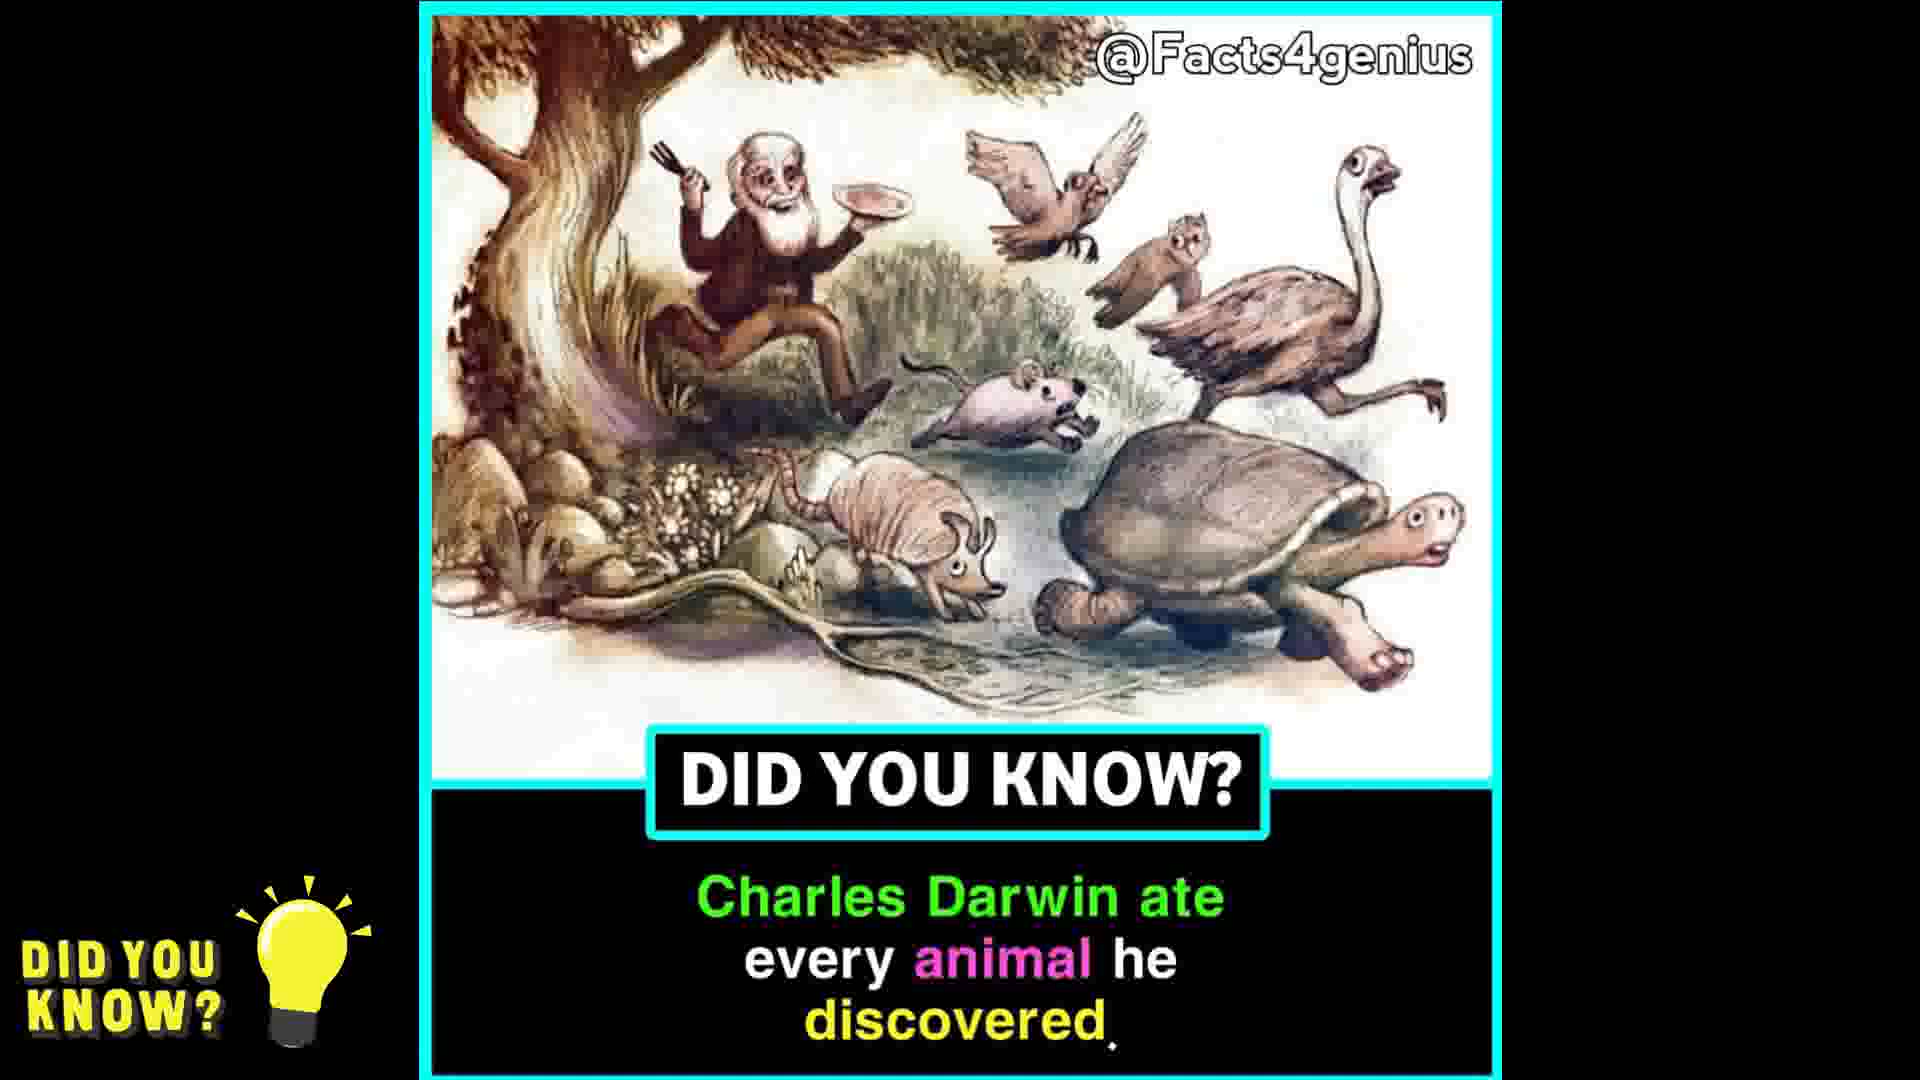 @Facts4genius
DID YOU KNOW?
Charles Darwin ate
every animal he
discovered.
DID YOU
KNOW?